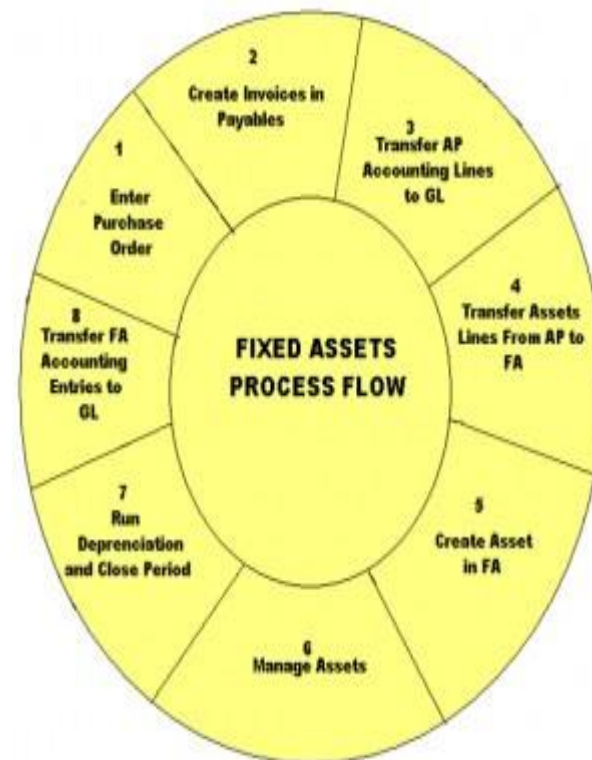 FIXED ASSETS
PROCESS FLOW
1
Enter
Purchase
Order
2
Create Invoices in
Payables
3
Transfer AP
Accounting Lines
to GL
4
Transfer Assets
Lines From AP to
FA
5
Create Asset
in FA
6
Manage Assets
7
Run
Deprenciation
and Close Period
8
Transfer FA
Accounting
Entries to
GL